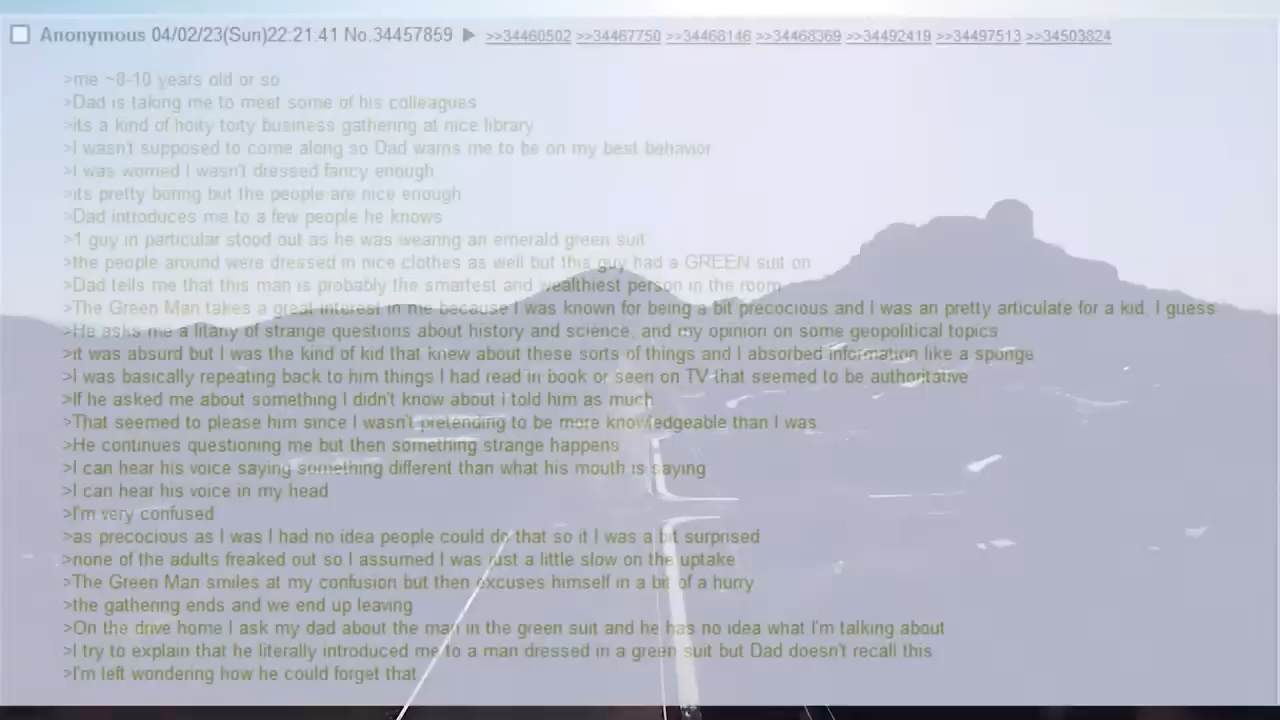 Anonymous 04/02/23(Sun)22:21:41 No.34457859 ▶ >>34460502 >>34467750 >>34468146 >>34468369 >>34492419 >>34497513 >>34503824
>me ~8-10 years old or so
>Dad is taking me to meet some of his colleagues
>its a kind of hoity toity business gathering at nice library
>I wasn't supposed to come along so Dad warns me to be on my best behavior
>I was worried I wasn't dressed fancy enough
>its pretty boring but the people are nice enough
>Dad introduces me to a few people he knows
>1 guy in particular stood out as he was wearing an emerald green suit
>the people around were dressed in nice clothes as well but this guy had a GREEN suit on
>Dad tells me that this man is probably the smartest and wealthiest person in the room
>The Green Man takes a great interest in me because I was known for being a bit precocious and I was an pretty articulate for a kid, I guess
>He asks me a litany of strange questions about history and science, and my opinion on some geopolitical topics
>it was absurd but I was the kind of kid that knew about these sorts of things and I absorbed information like a sponge
>I was basically repeating back to him things I had read in book or seen on TV that seemed to be authoritative
>If he asked me about something I didn't know about i told him as much
>That seemed to please him since I wasn't pretending to be more knowledgeable than I was
>He continues questioning me but then something strange happens
>I can hear his voice saying something different than what his mouth is saying
>I can hear his voice in my head
>I'm very confused
>as precocious as I was I had no idea people could do that so it I was a bit surprised
>none of the adults freaked out so I assumed I was just a little slow on the uptake
>The Green Man smiles at my confusion but then excuses himself in a bit of a hurry
>the gathering ends and we end up leaving
>On the drive home I ask my dad about the man in the green suit and he has no idea what I'm talking about
>I try to explain that he literally introduced me to a man dressed in a green suit but Dad doesn't recall this
>I'm left wondering how he could forget that